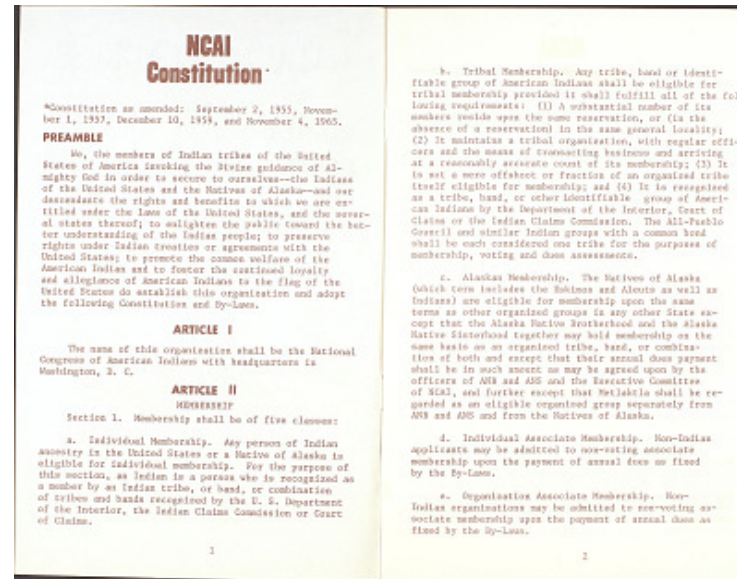 NCAI
Constitution*
*Constitution as amended: September 2, 1955, Novem-
ber 1, 1957, December 10, 1959, and November 4, 1965.
PREAMBLE
We, the members of Indian tribes of the United
States of America invoking the Divine guidance of Al-
mighty God in order to secure to ourselves--the Indians
of the United States and the Natives of Alaska--and our
descendants the rights and benefits to which we are en-
titled under the laws of the United States, and the sever-
al states thereof; to enlighten the public toward the bet-
ter understanding of the Indian people; to preserve
rights under Indian treaties or agreements with the
United States; to promote the common welfare of the
American Indian and to foster the continued loyalty
and allegiance of American Indians to the flag of the
United States do establish this organization and adopt
the following Constitution and By-Laws.
ARTICLE I
The name of this organization shall be the National
Congress of American Indians with headquarters in
Washington, D. C.
ARTICLE II
MEMBERSHIP
Section 1. Membership shall be of five classes:
a. Individual Membership. Any person of Indian
ancestry in the United States or a Native of Alaska is
eligible for individual membership. For the purpose of
this section, an Indian is a person who is recognized as
a member by an Indian tribe, or band, or combination
of tribes and bands recognized by the U. S. Department
of the Interior, the Indian Claims Commission or Court
of Claims.
1
b. Tribal Membership. Any tribe, band or identi-
fiable group of American Indians shall be eligible for
tribal membership provided it shall fulfill all of the fol
lowing requirements: (1) A substantial number of its
members reside upon the same reservation, or (in the
absence of a reservation) in the same general locality;
(2) It maintains a tribal organization, with regular offi-
cers and the means of transacting business and arriving
at a reasonably accurate count of its membership; (3) It
is not a mere offshoot or fraction of an organized tribe
itself eligible for membership; and (4) It is recognized
as a tribe, band, or other identifiable group of Ameri-
can Indians by the Department of the Interior, Court of
Claims or the Indian Claims Commission. The All-Pueblo
Council and similar Indian groups with a common bond
shall be each considered one tribe for the purposes of
membership, voting and dues assessments.
c. Alaskan Membership. The Natives of Alaska
(which term includes the Eskimos and Aleuts as well as
Indians) are eligible for membership upon the same
terms as other organized groups in any other State ex-
cept that the Alaska Native Brotherhood and the Alaska
Native Sisterhood together may hold membership on the
same basis as an organized tribe, band, or combina-
tion of both and except that their annual dues payment
shall be in such amount as may be agreed upon by the
officers of ANB and ANS and the Executive Committee
of NCAI, and further except that Metlaktla shall be re-
garded as an eligible organized group separately from
ANB and ANS and from the Natives of Alaska.
d. Individual Associate Membership. Non-Indian
applicants may be admitted to non-voting associate
membership upon the payment of annual dues as fixed
by the By-Laws.
e. Organization Associate Membership. Non-
Indian organizations may be admitted to non-voting as-
sociate membership upon the payment of annual dues as
fixed by the By-Laws.
2